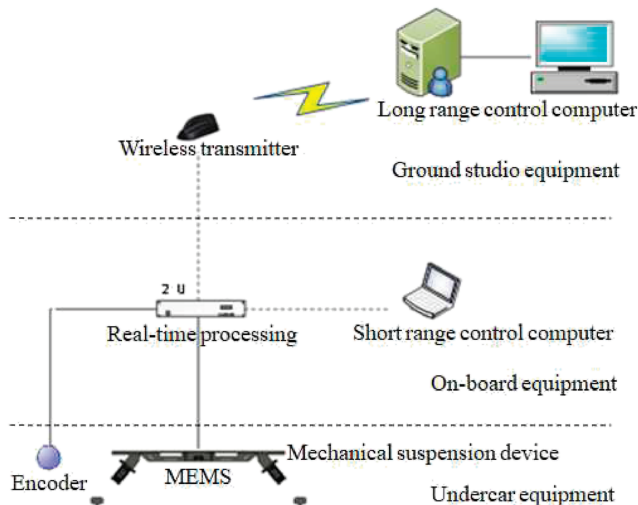 Long range control computer
Wireless transmitter
Ground studio equipment
2 U
Real-time processing
Short range control computer
On-board equipment
Mechanical suspension device
MEMS
Encoder
Undercar equipment